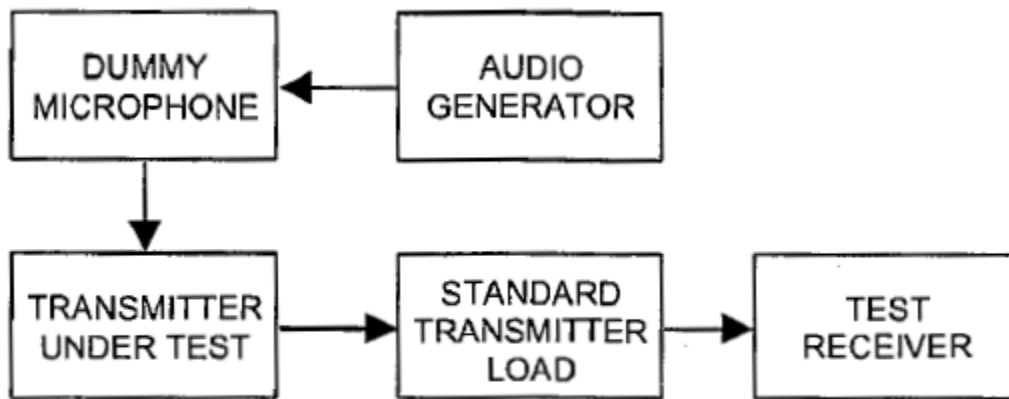 DUMMY
MICROPHONE
AUDIO
GENERATOR
TRANSMITTER
UNDER TEST
STANDARD
TRANSMITTER
LOAD
TEST
RECEIVER